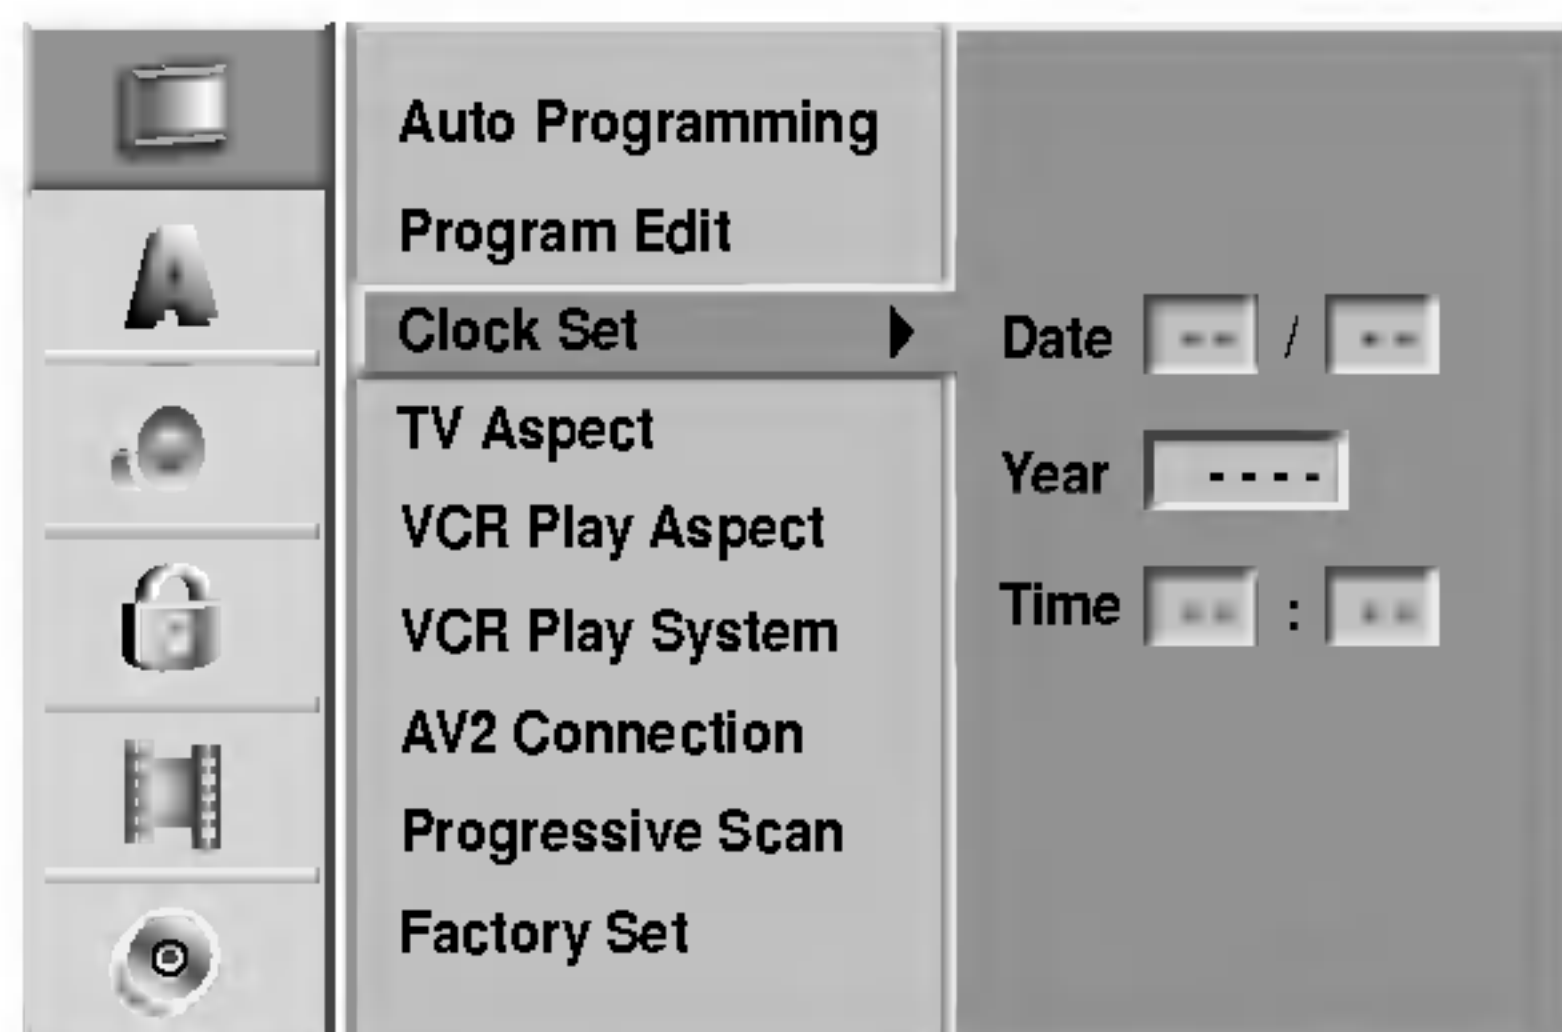 Auto Programming
Program Edit
Clock Set
TV Aspect
VCR Play Aspect
VCR Play System
AV2 Connection
Progressive Scan
Factory Set
Date -- / --
Year ----
Time -- : --